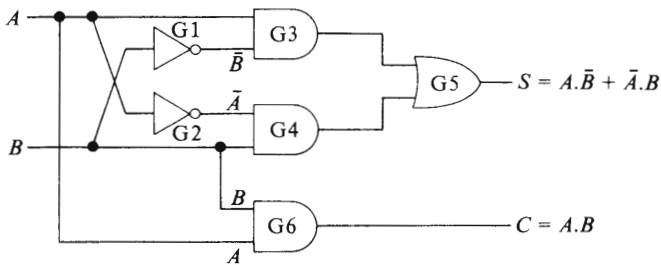 A
G1
G3
B̄
G5
S = A.B̄ + Ā.B
Ā
G2
G4
B
B
G6
C = A.B
A